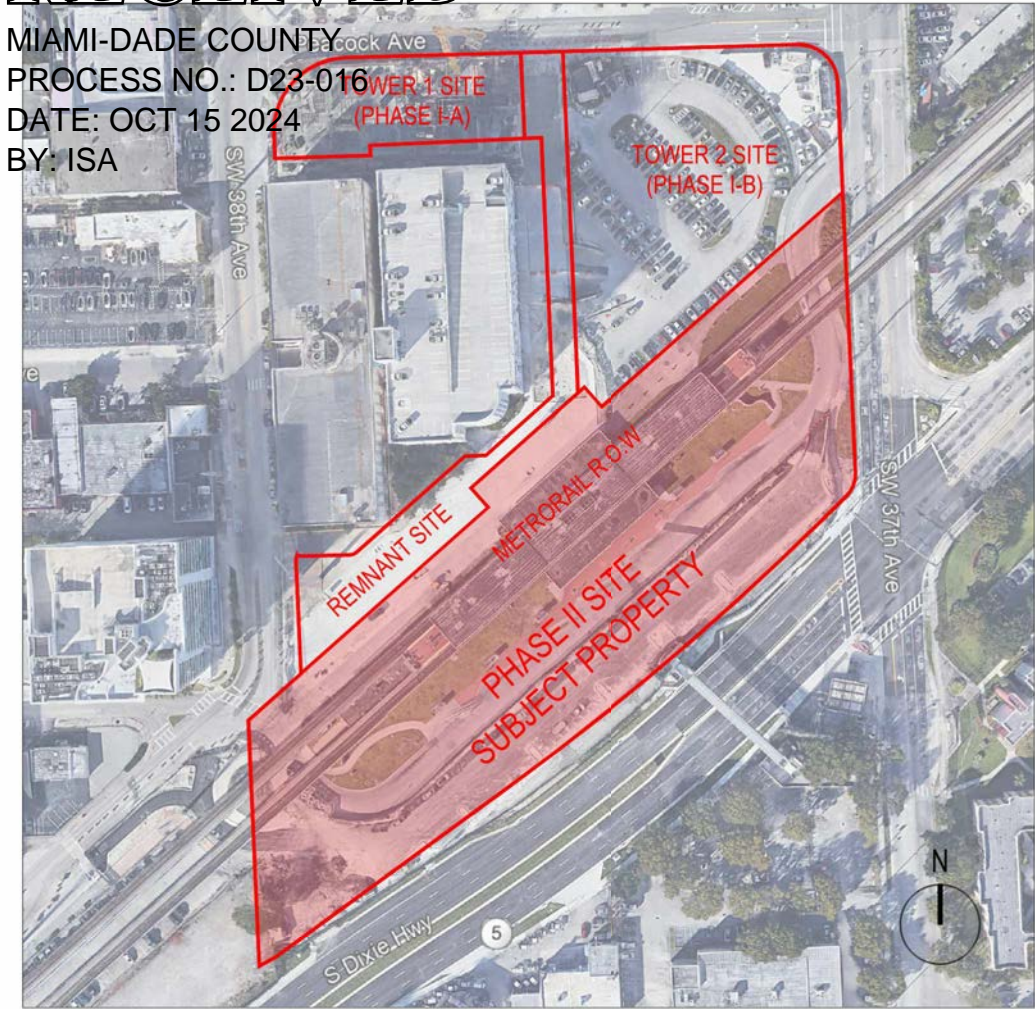 MIAMI-DADE COUNTY
Peacock Ave
PROCESS NO.: D23-016
TOWER 1 SITE
(PHASE I-A)
DATE: OCT 15 2024
BY: ISA
TOWER 2 SITE
(PHASE I-B)
SW 38th Ave
METRORAIL R.O.W
REMNANT SITE
SW 37th Ave
PHASE II SITE
SUBJECT PROPERTY
N
S Dixie Hwy
5